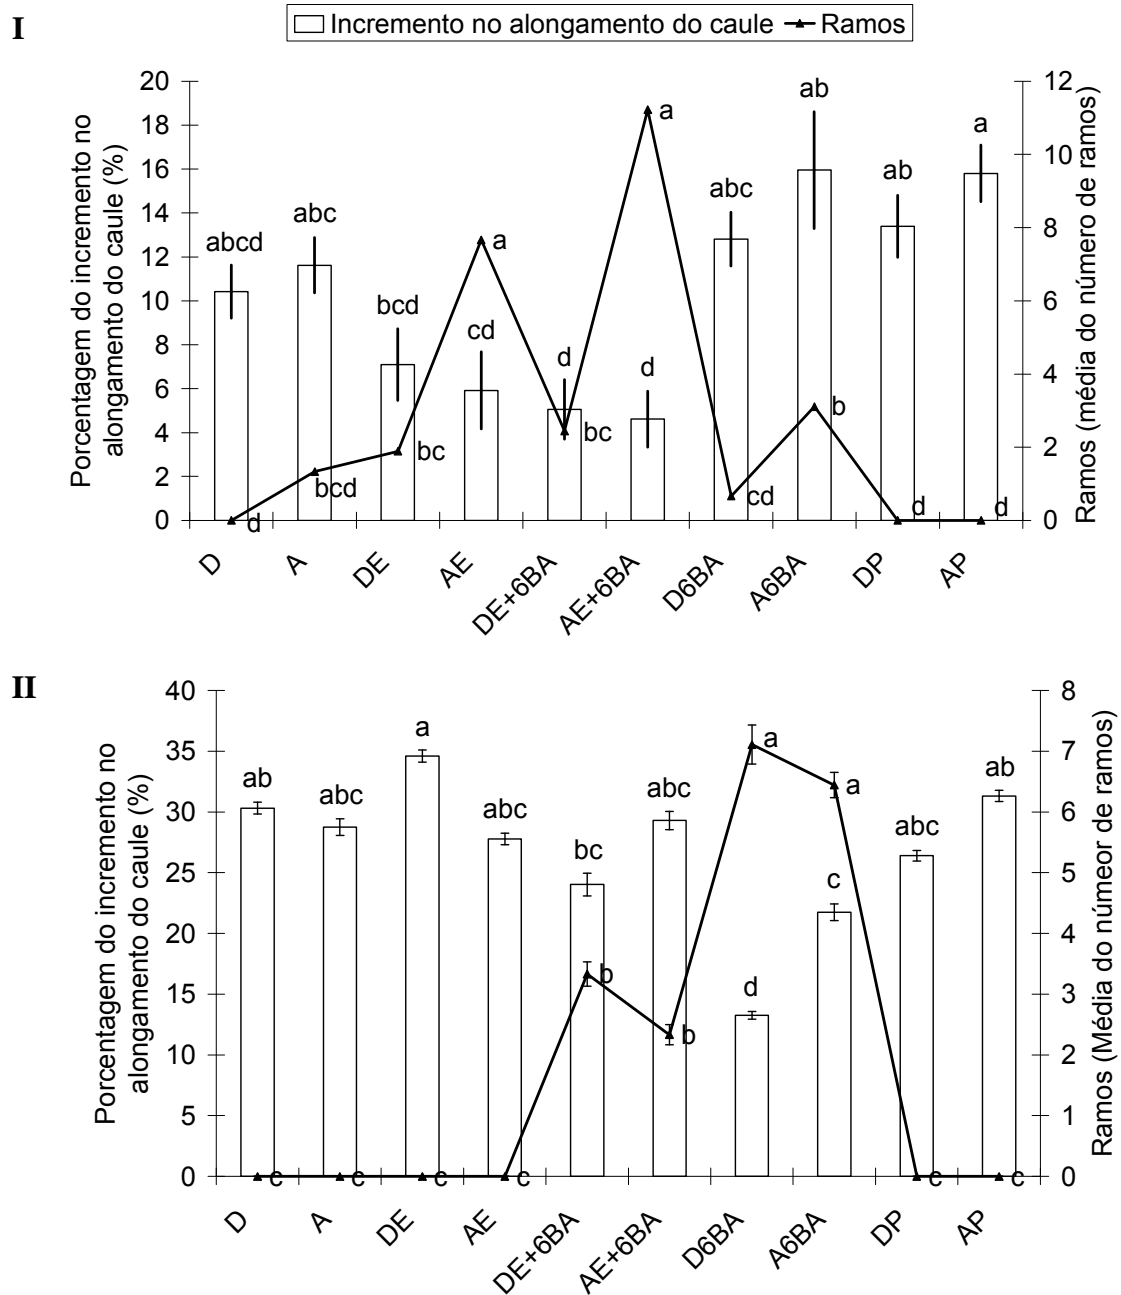 I
Incremento no alongamento do caule Ramos
Porcentagem do incremento no
alongamento do caule (%)
20
18
16
14
12
10
8
6
4
2
0
abcd
abc
bcd
cd
d
d
abc
ab
ab
a
d
bcd
bc
a
bc
a
cd
b
d
d
12
10
8
6
4
2
0
Ramos (média do número de ramos)
D
A
DE
AE
DE+6BA
AE+6BA
D6BA
A6BA
DP
AP
II
Porcentagem do incremento no
alongamento do caule (%)
40
35
30
25
20
15
10
5
0
ab
abc
a
abc
bc
abc
d
c
abc
ab
c
c
c
c
b
b
a
a
c
c
8
7
6
5
4
3
2
1
0
Ramos (Média do númeor de ramos)
D
A
DE
AE
DE+6BA
AE+6BA
D6BA
A6BA
DP
AP